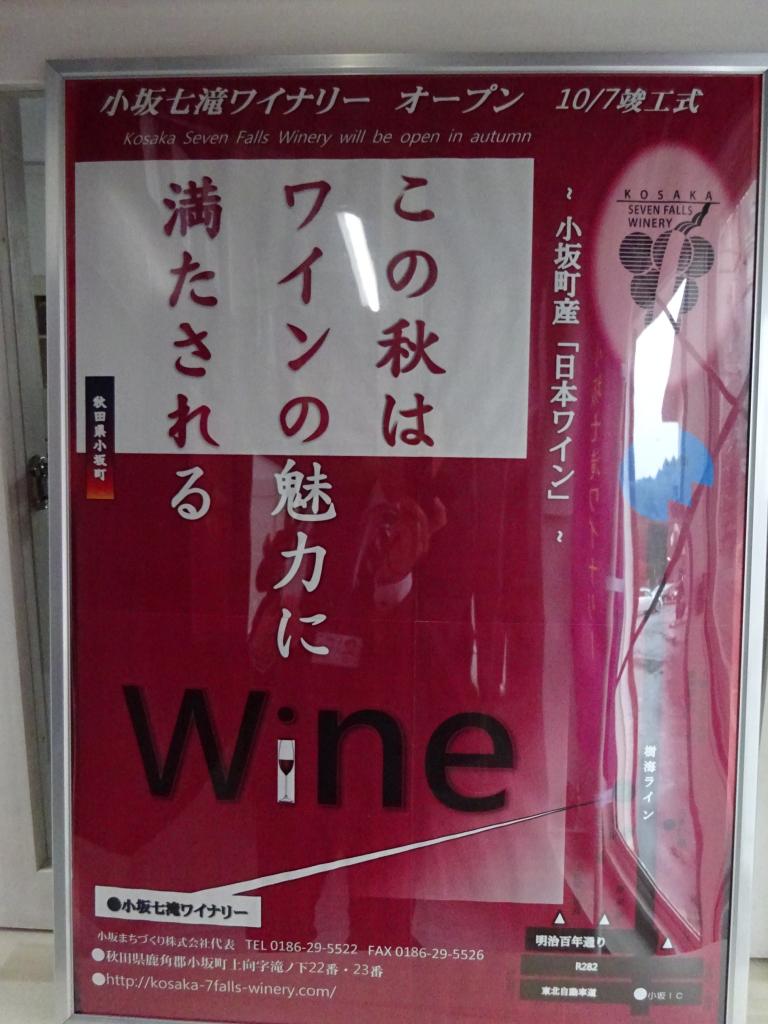 小坂七滝ワイナリー オープン 10/7竣工式
Kosaka Seven Falls Winery will be open in autumn
KOSAKA
SEVEN FALLS
WINERY
~ 小坂町産「日本ワイン」 ~
この秋は
ワインの魅力に
満たされる
秋田県小坂町
Wine
樹海ライン
●小坂七滝ワイナリー
小坂まちづくり株式会社代表 TEL 0186-29-5522 FAX 0186-29-5526
●秋田県鹿角郡小坂町上向字滝ノ下22番・23番
●http://kosaka-7falls-winery.com/
明治百年通り
R282
東北自動車道
●小坂IC